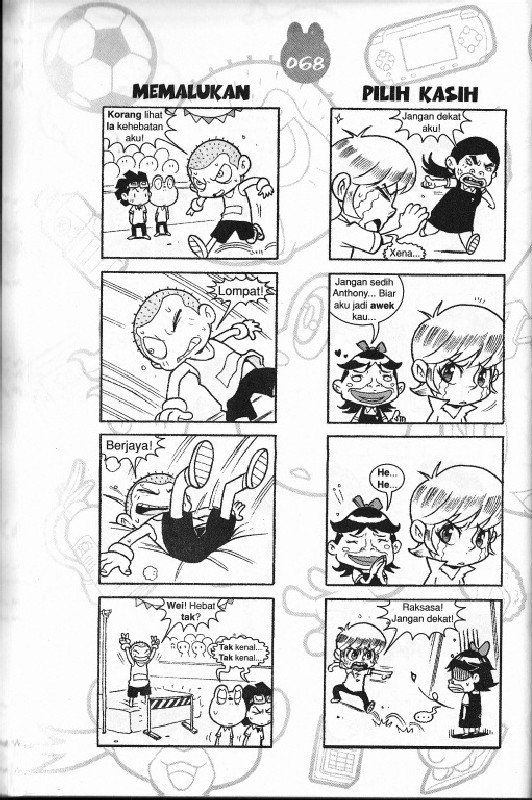 068
MEMALUKAN
Korang lihat
la kehebatan
aku!
Lompat!
Berjaya!
Wei! Hebat
tak?
Tak kenal...
Tak kenal...
PILIH KASIH
Jangan dekat
aku!
Xena...
Jangan sedih
Anthony... Biar
aku jadi awek
kau...
He...
He...
Raksasa!
Jangan dekat!
...